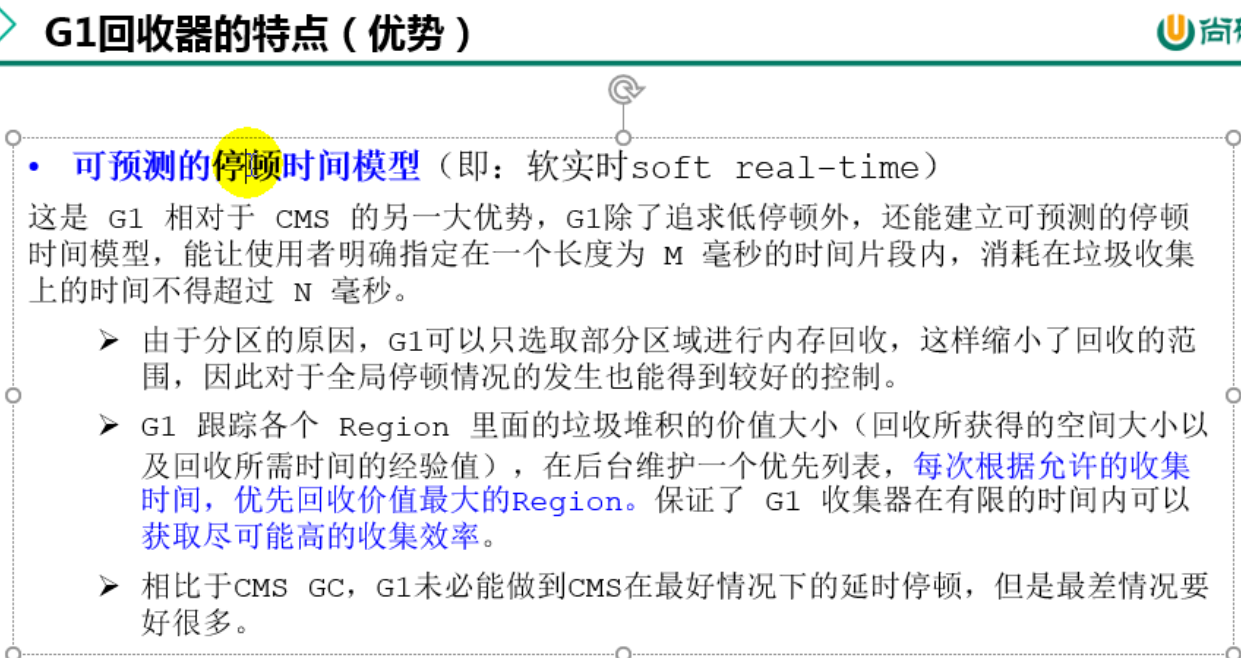 G1回收器的特点（优势）
尚
• 可预测的停顿时间模型（即：软实时soft real-time）
这是 G1 相对于 CMS 的另一大优势，G1除了追求低停顿外，还能建立可预测的停顿
时间模型，能让使用者明确指定在一个长度为 M 毫秒的时间片段内，消耗在垃圾收集
上的时间不得超过 N 毫秒。
➢ 由于分区的原因，G1可以只选取部分区域进行内存回收，这样缩小了回收的范
围，因此对于全局停顿情况的发生也能得到较好的控制。
➢ G1 跟踪各个 Region 里面的垃圾堆积的价值大小（回收所获得的空间大小以
及回收所需时间的经验值），在后台维护一个优先列表，每次根据允许的收集
时间，优先回收价值最大的Region。保证了 G1 收集器在有限的时间内可以
获取尽可能高的收集效率。
➢ 相比于CMS GC，G1未必能做到CMS在最好情况下的延时停顿，但是最差情况要
好很多。